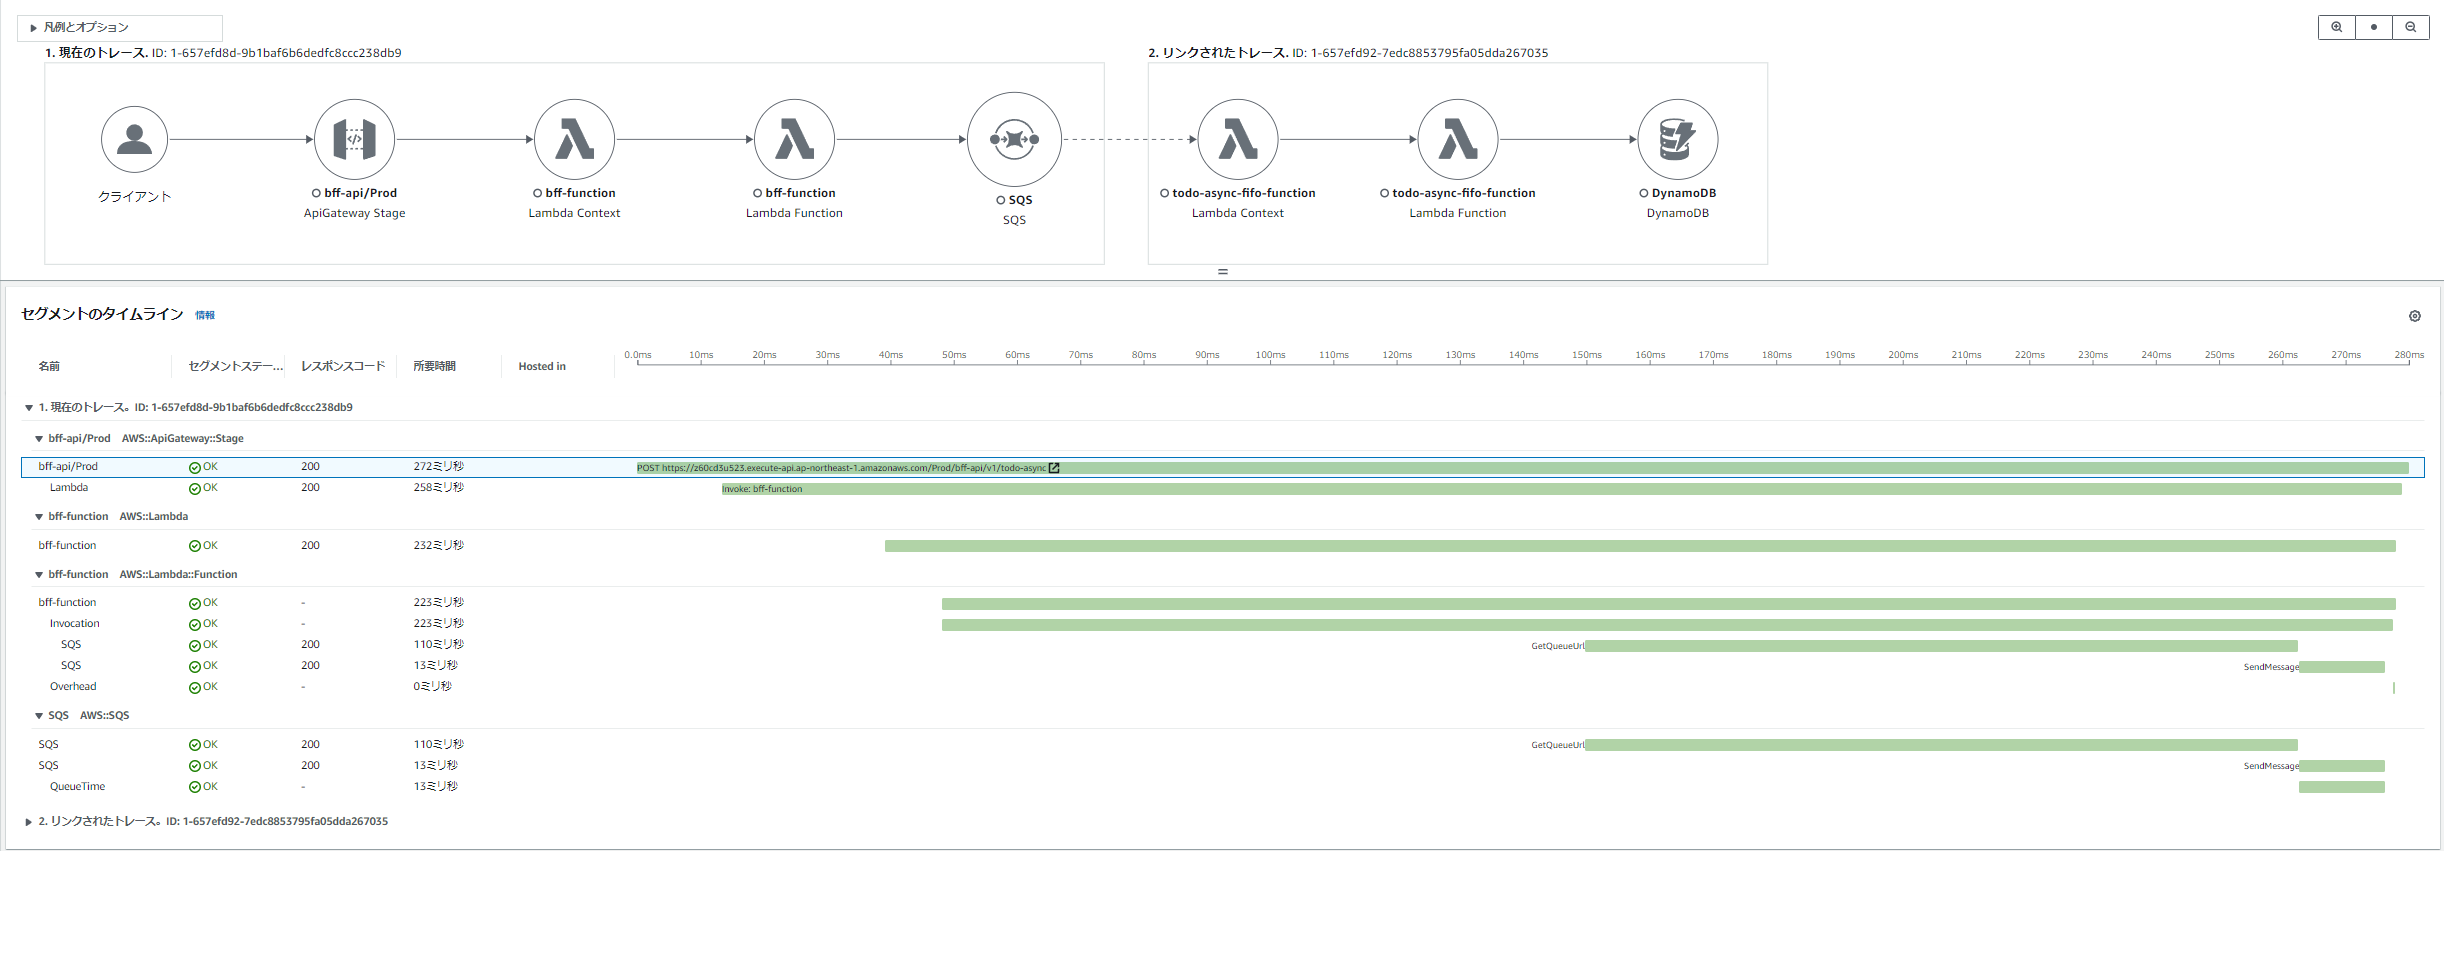 凡例とオプション
1. 現在のトレース. ID: 1-657efd8d-9b1baf6b6dedfc8ccc238db9
2. リンクされたトレース. ID: 1-657efd92-7edc8853795fa05dda267035
クライアント
bff-api/Prod
ApiGateway Stage
bff-function
Lambda Context
bff-function
Lambda Function
SQS
SQS
todo-async-fifo-function
Lambda Context
todo-async-fifo-function
Lambda Function
DynamoDB
DynamoDB
セグメントのタイムライン 情報
名前 セグメントステー... レスポンスコード 所要時間 Hosted in 0.0ms 10ms 20ms 30ms 40ms 50ms 60ms 70ms 80ms 90ms 100ms 110ms 120ms 130ms 140ms 150ms 160ms 170ms 180ms 190ms 200ms 210ms 220ms 230ms 240ms 250ms 260ms 270ms 280ms
1. 現在のトレース。ID: 1-657efd8d-9b1baf6b6dedfc8ccc238db9
bff-api/Prod AWS::ApiGateway::Stage
bff-api/Prod OK 200 272ミリ秒 POST https://z60cd3u523.execute-api.ap-northeast-1.amazonaws.com/Prod/bff-api/v1/todo-async
Lambda OK 200 258ミリ秒 Invoke: bff-function
bff-function AWS::Lambda
bff-function OK 200 232ミリ秒
bff-function AWS::Lambda::Function
bff-function OK - 223ミリ秒
Invocation OK - 223ミリ秒
SQS OK 200 110ミリ秒 GetQueueUrl
SQS OK 200 13ミリ秒 SendMessage
Overhead OK - 0ミリ秒
SQS AWS::SQS
SQS OK 200 110ミリ秒 GetQueueUrl
SQS OK 200 13ミリ秒 SendMessage
QueueTime OK - 13ミリ秒
2. リンクされたトレース。ID: 1-657efd92-7edc8853795fa05dda267035